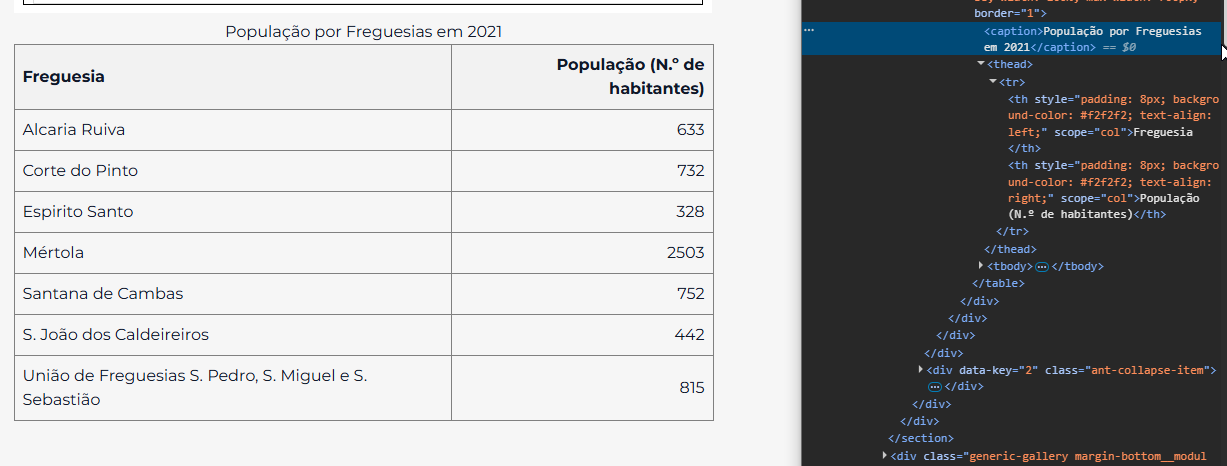 População por Freguesias em 2021
Freguesia
População (N.º de
habitantes)
Alcaria Ruiva 633
Corte do Pinto 732
Espirito Santo 328
Mértola 2503
Santana de Cambas 752
S. João dos Caldeireiros 442
União de Freguesias S. Pedro, S. Miguel e S.
Sebastião
815
border="1">
<caption>População por Freguesias
em 2021</caption> == $0
<thead>
<tr>
<th style="padding: 8px; backgro
und-color: #f2f2f2; text-align:
left;" scope="col">Freguesia
</th>
<th style="padding: 8px; backgro
und-color: #f2f2f2; text-align:
right;" scope="col">População
(N.º de habitantes)</th>
</tr>
</thead>
<tbody> … </tbody>
</table>
</div>
</div>
</div>
</div>
<div data-key="2" class="ant-collapse-item">
… </div>
</div>
</div>
</section>
<div class="generic-gallery margin-bottom__modul